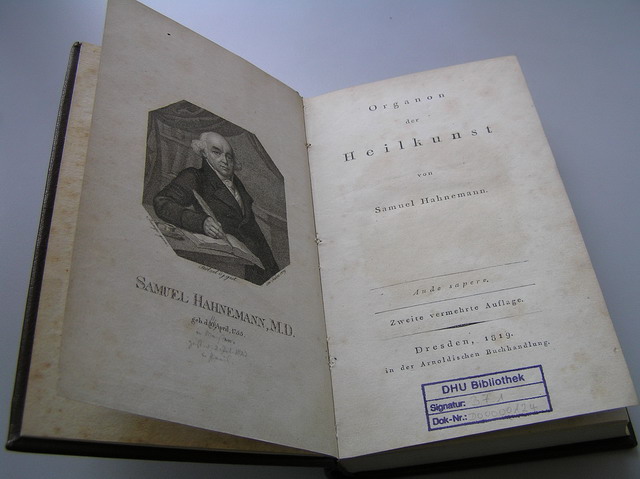 SAMUEL HAHNEMANN, M.D.
Organon
der
Heilkunst
von
Samuel Hahnemann.
Aude sapere.
Zweite vermehrte Auflage.
Dresden, 1819.
in der Arnoldischen Buchhandlung.
DHU Bibliothek
Signatur:
Dok-Nr.: